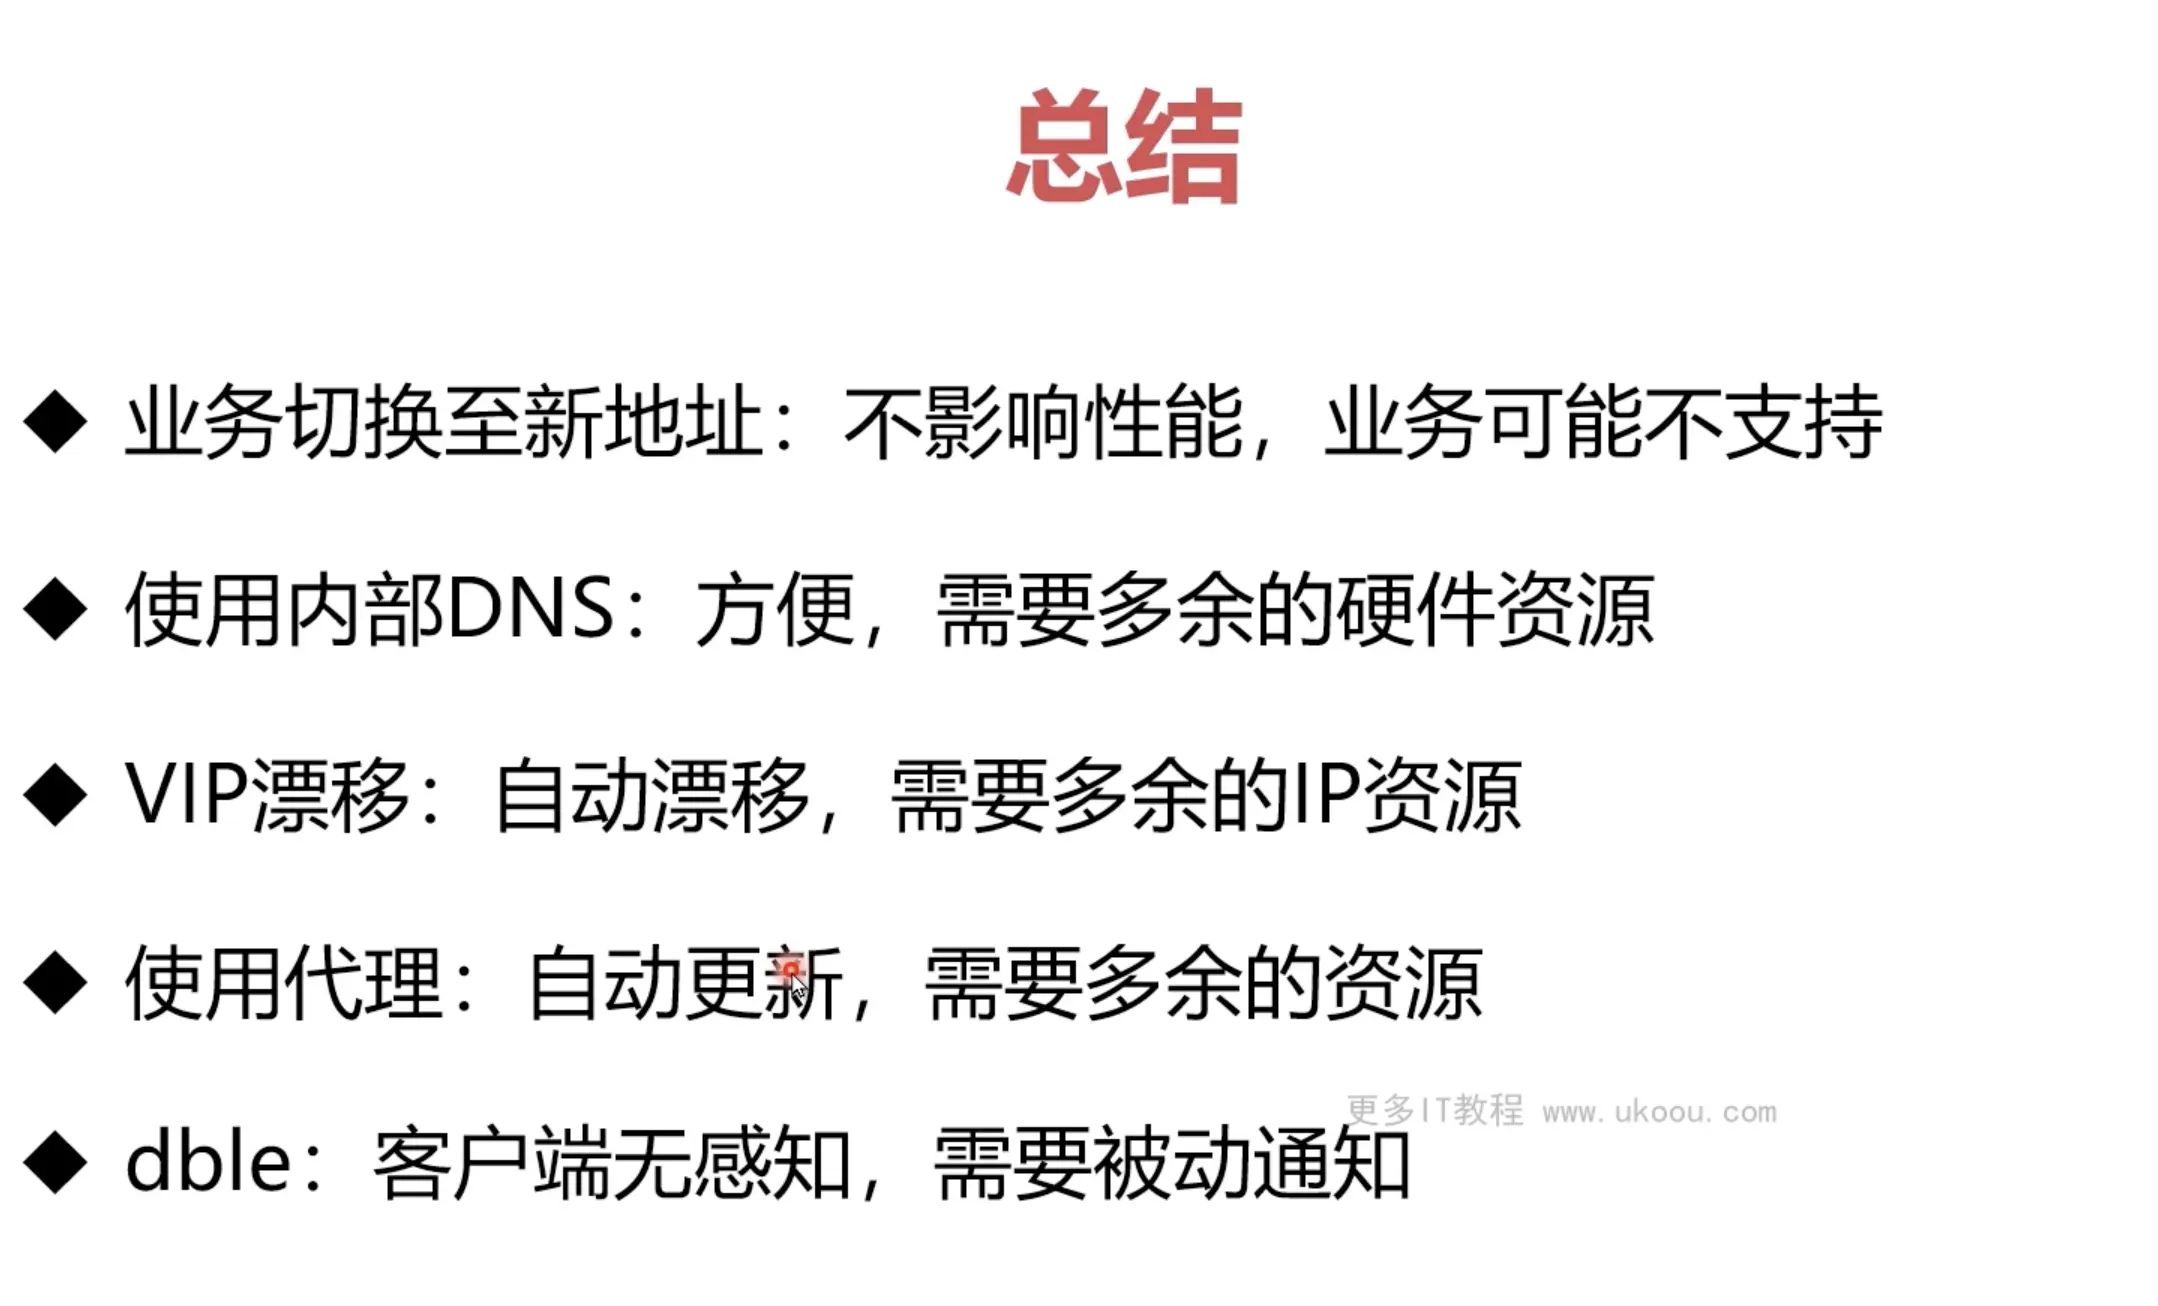 总结
◆ 业务切换至新地址：不影响性能，业务可能不支持
◆ 使用内部DNS：方便，需要多余的硬件资源
◆ VIP漂移：自动漂移，需要多余的IP资源
◆ 使用代理：自动更新，需要多余的资源
更多IT教程 www.ukoou.com
◆ dble：客户端无感知，需要被动通知